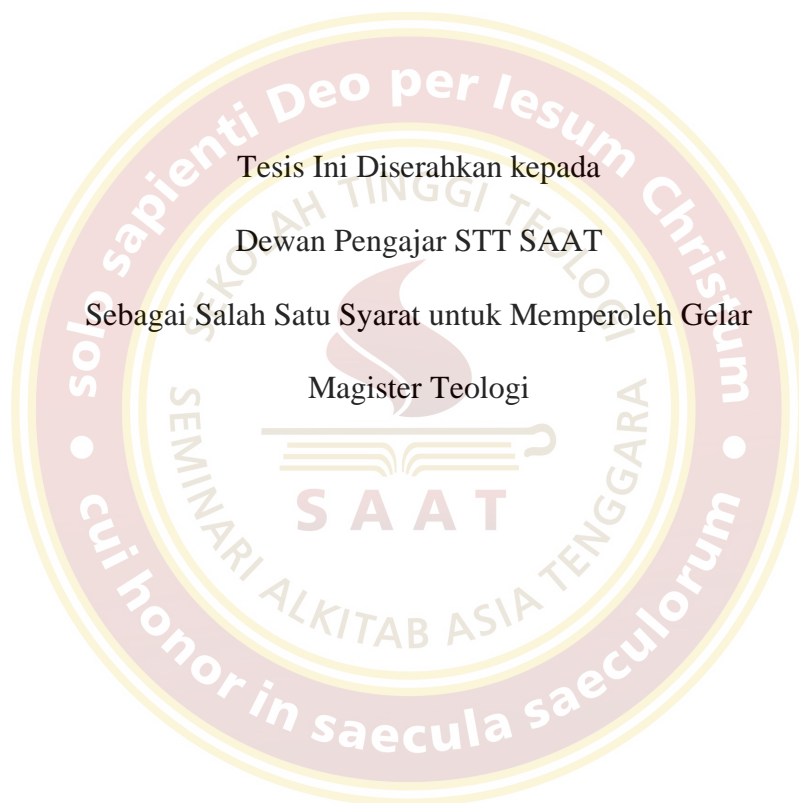 solo sapienti Deo per Iesum Christum
SEKOLAH TINGGI TEOLOGI
Tesis Ini Diserahkan kepada
Dewan Pengajar STT SAAT
Sebagai Salah Satu Syarat untuk Memperoleh Gelar
Magister Teologi
SAAT
SEMINARI ALKITAB ASIA TENGGARA
cui honor in saecula saeculorum